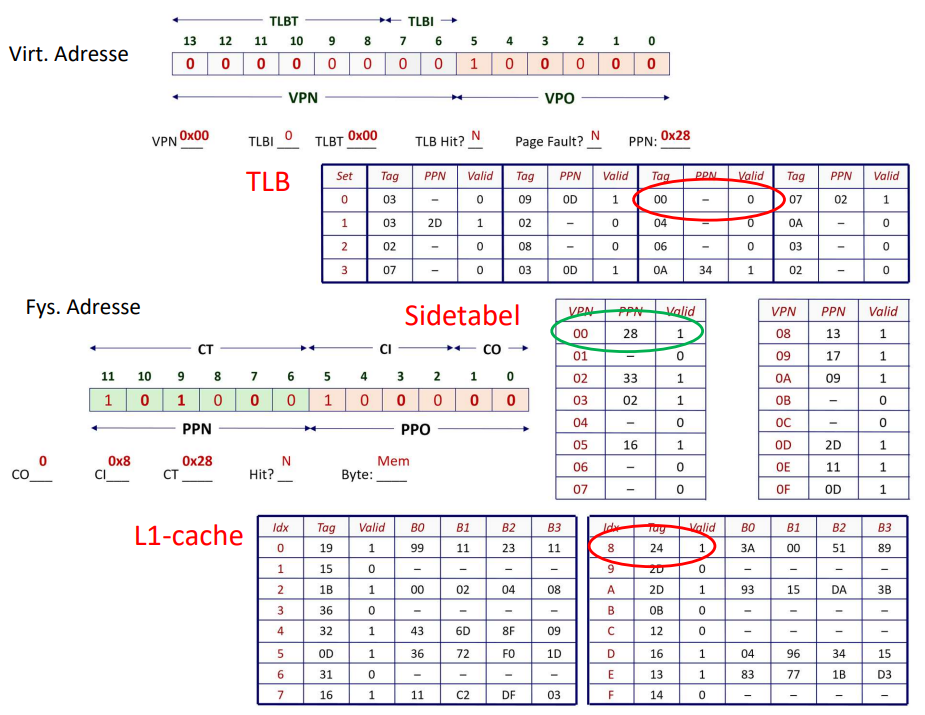 TLBT TLBI
13 12 11 10 9 8 7 6 5 4 3 2 1 0
Virt. Adresse
0 0 0 0 0 0 0 0 1 0 0 0 0 0
VPN VPO
VPN 0x00 TLBI 0 TLBT 0x00 TLB Hit? N Page Fault? N PPN: 0x28
TLB
Set Tag PPN Valid Tag PPN Valid Tag PPN Valid Tag PPN Valid
0 03 – 0 09 0D 1 00 – 0 07 02 1
1 03 2D 1 02 – 0 04 – 0 0A – 0
2 02 – 0 08 – 0 06 – 0 03 – 0
3 07 – 0 03 0D 1 0A 34 1 02 – 0
Fys. Adresse
Sidetabel
CT CI CO
11 10 9 8 7 6 5 4 3 2 1 0
1 0 1 0 0 0 1 0 0 0 0 0
PPN PPO
CO 0 CI 0x8 CT 0x28 Hit? N Byte: Mem
VPN PPN Valid
00 28 1
01 – 0
02 33 1
03 02 1
04 – 0
05 16 1
06 – 0
07 – 0
VPN PPN Valid
08 13 1
09 17 1
0A 09 1
0B – 0
0C – 0
0D 2D 1
0E 11 1
0F 0D 1
L1-cache
Idx Tag Valid B0 B1 B2 B3
0 19 1 99 11 23 11
1 15 0 – – – –
2 1B 1 00 02 04 08
3 36 0 – – – –
4 32 1 43 6D 8F 09
5 0D 1 36 72 F0 1D
6 31 0 – – – –
7 16 1 11 C2 DF 03
Idx Tag Valid B0 B1 B2 B3
8 24 1 3A 00 51 89
9 2D 0 – – – –
A 2D 1 93 15 DA 3B
B 0B 0 – – – –
C 12 0 – – – –
D 16 1 04 96 34 15
E 13 1 83 77 1B D3
F 14 0 – – – –